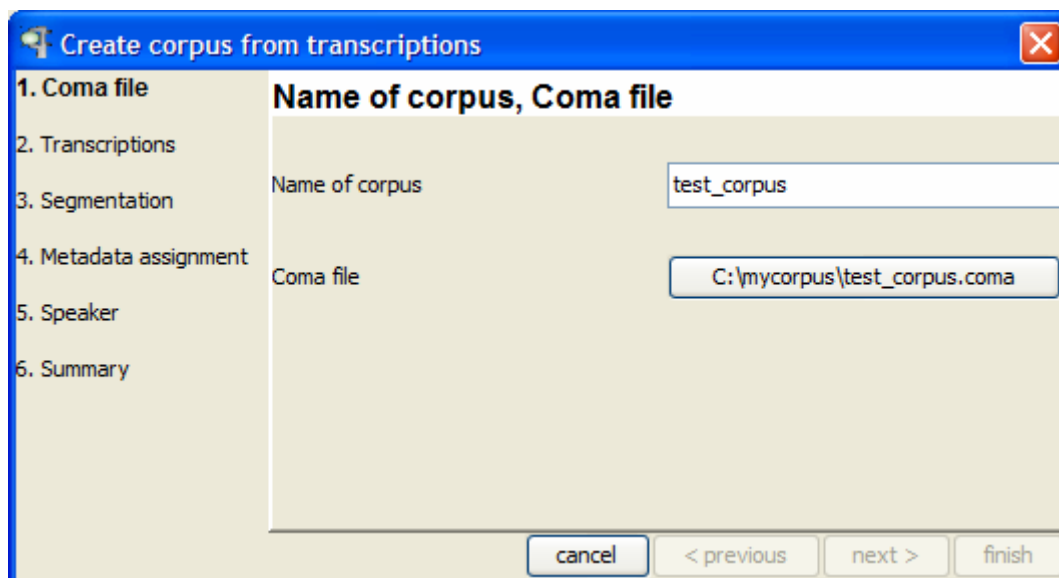 Create corpus from transcriptions
1. Coma file
2. Transcriptions
3. Segmentation
4. Metadata assignment
5. Speaker
6. Summary
Name of corpus, Coma file
Name of corpus
test_corpus
Coma file
C:\mycorpus\test_corpus.coma
cancel
< previous
next >
finish